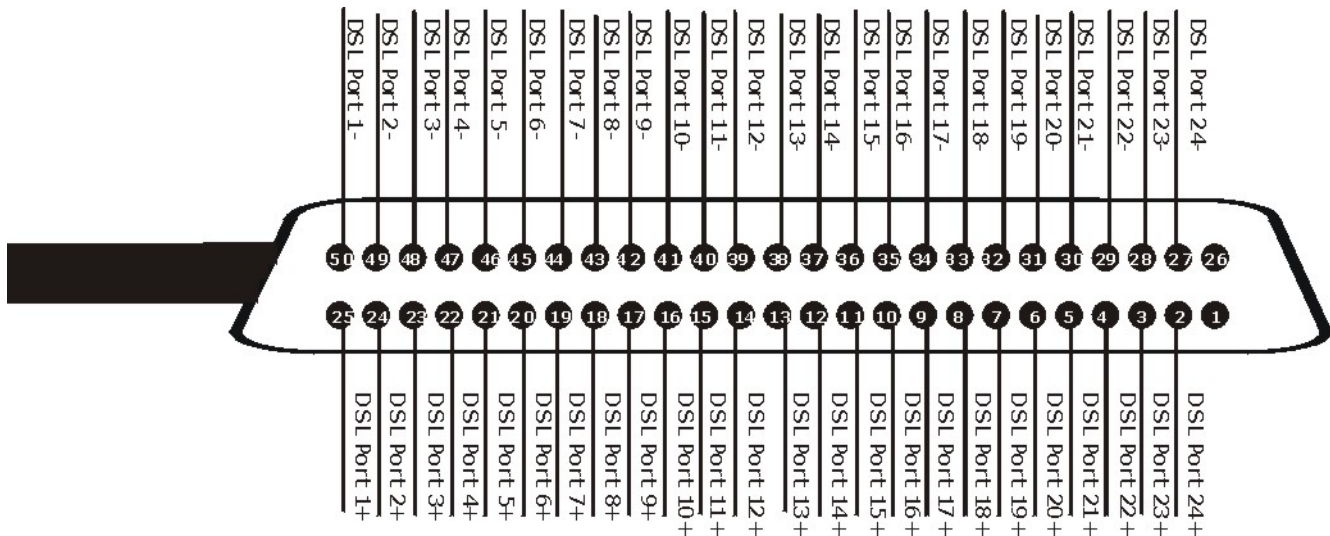 DSL Port 1-
DSL Port 2-
DSL Port 3-
DSL Port 4-
DSL Port 5-
DSL Port 6-
DSL Port 7-
DSL Port 8-
DSL Port 9-
DSL Port 10-
DSL Port 11-
DSL Port 12-
DSL Port 13-
DSL Port 14-
DSL Port 15-
DSL Port 16-
DSL Port 17-
DSL Port 18-
DSL Port 19-
DSL Port 20-
DSL Port 21-
DSL Port 22-
DSL Port 23-
DSL Port 24-
50 49 48 47 46 45 44 43 42 41 40 39 38 37 36 35 34 33 32 31 30 29 28 27 26
25 24 23 22 21 20 19 18 17 16 15 14 13 12 11 10 9 8 7 6 5 4 3 2 1
DSL Port 1+
DSL Port 2+
DSL Port 3+
DSL Port 4+
DSL Port 5+
DSL Port 6+
DSL Port 7+
DSL Port 8+
DSL Port 9+
DSL Port 10+
DSL Port 11+
DSL Port 12+
DSL Port 13+
DSL Port 14+
DSL Port 15+
DSL Port 16+
DSL Port 17+
DSL Port 18+
DSL Port 19+
DSL Port 20+
DSL Port 21+
DSL Port 22+
DSL Port 23+
DSL Port 24+